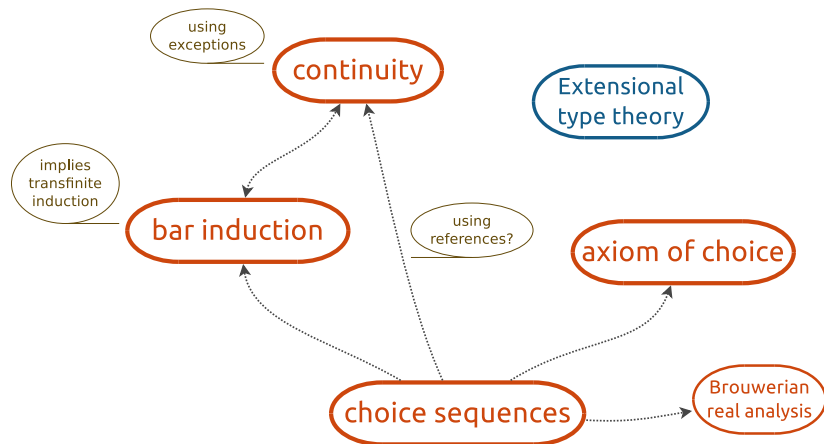 using
exceptions
continuity
Extensional
type theory
implies
transfinite
induction
bar induction
using
references?
axiom of choice
Brouwerian
real analysis
choice sequences